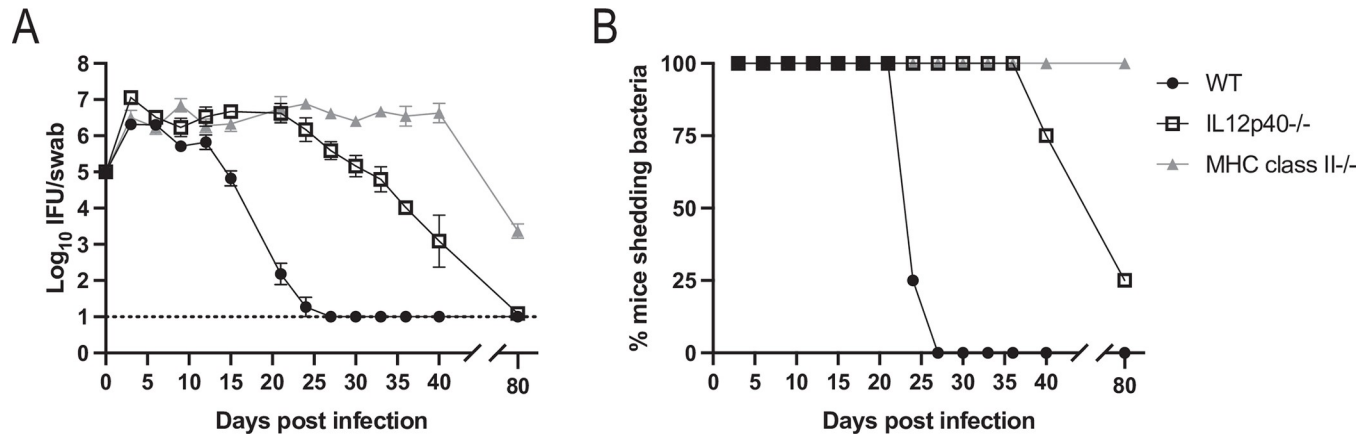 A
Log10 IFU/swab
8
7
6
5
4
3
2
1
0
0 5 10 15 20 25 30 35 40 80
Days post infection
B
% mice shedding bacteria
100
75
50
25
0
0 5 10 15 20 25 30 35 40 80
Days post infection
WT
IL12p40-/-
MHC class II-/-